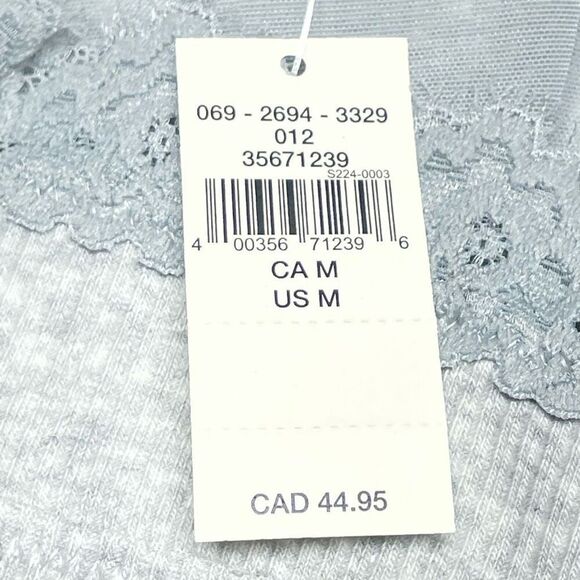 069 - 2694 - 3329
012
35671239
S224-0003
4 00356 71239 6
CA M
US M
CAD 44.95